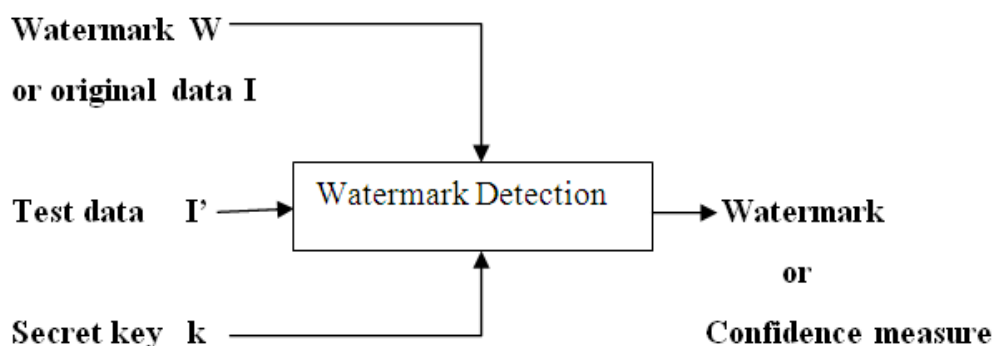 Watermark W
or original data I
Watermark Detection
Test data I’
Watermark
or
Secret key k
Confidence measure